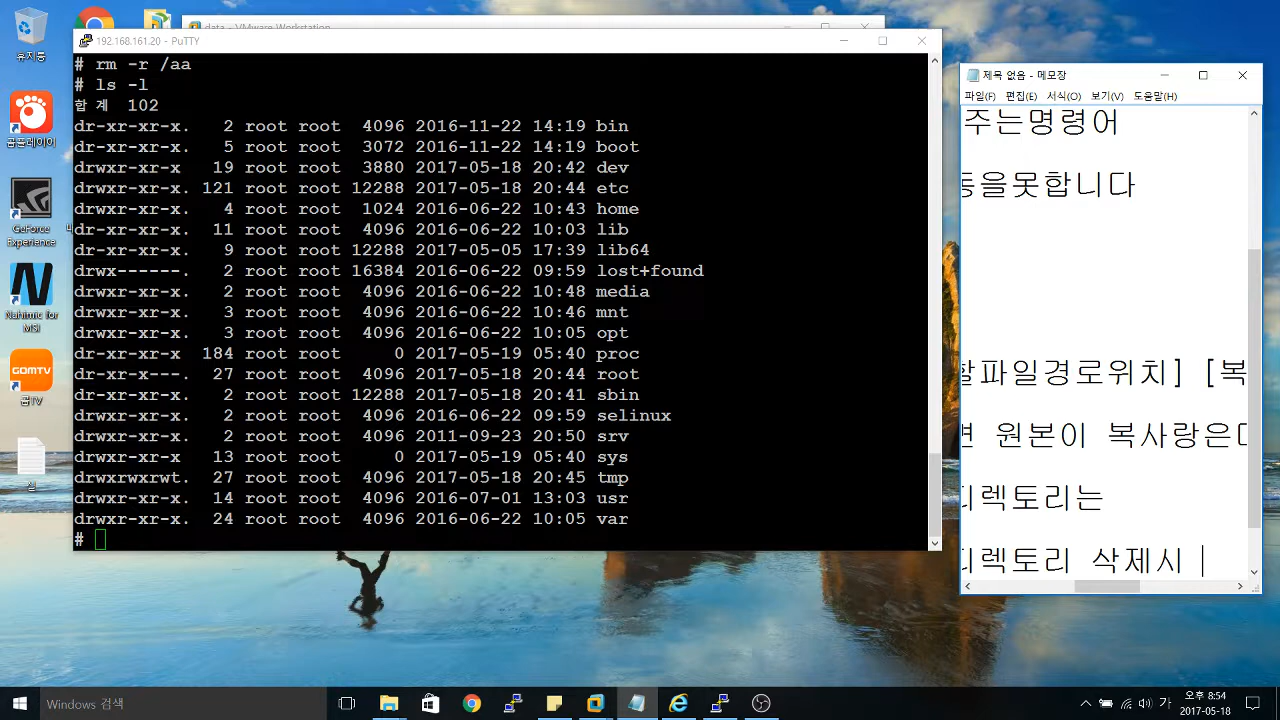 휴지통
곰플레이어
GeForce
Experience
Nahimic for
MSI
GOMTV
곰TV
data - VMware Workstation
192.168.161.20 - PuTTY
# rm -r /aa
# ls -l
합계 102
dr-xr-xr-x. 2 root root 4096 2016-11-22 14:19 bin
dr-xr-xr-x. 5 root root 3072 2016-11-22 14:19 boot
drwxr-xr-x 19 root root 3880 2017-05-18 20:42 dev
drwxr-xr-x. 121 root root 12288 2017-05-18 20:44 etc
drwxr-xr-x. 4 root root 1024 2016-06-22 10:43 home
dr-xr-xr-x. 11 root root 4096 2016-06-22 10:03 lib
dr-xr-xr-x. 9 root root 12288 2017-05-05 17:39 lib64
drwx------. 2 root root 16384 2016-06-22 09:59 lost+found
drwxr-xr-x. 2 root root 4096 2016-06-22 10:48 media
drwxr-xr-x. 3 root root 4096 2016-06-22 10:46 mnt
drwxr-xr-x. 3 root root 4096 2016-06-22 10:05 opt
dr-xr-xr-x 184 root root 0 2017-05-19 05:40 proc
dr-xr-x---. 27 root root 4096 2017-05-18 20:44 root
dr-xr-xr-x. 2 root root 12288 2017-05-18 20:41 sbin
drwxr-xr-x. 2 root root 4096 2016-06-22 09:59 selinux
drwxr-xr-x. 2 root root 4096 2011-09-23 20:50 srv
drwxr-xr-x 13 root root 0 2017-05-19 05:40 sys
drwxrwxrwt. 27 root root 4096 2017-05-18 20:45 tmp
drwxr-xr-x. 14 root root 4096 2016-07-01 13:03 usr
drwxr-xr-x. 24 root root 4096 2016-06-22 10:05 var
#
제목 없음 - 메모장
파일(F) 편집(E) 서식(O) 보기(V) 도움말(H)
주는명령어
을못합니다
파일경로위치] [복
원본이 복사랑은
렉토리는
렉토리 삭제시
Windows 검색
가
오후 8:54
2017-05-18